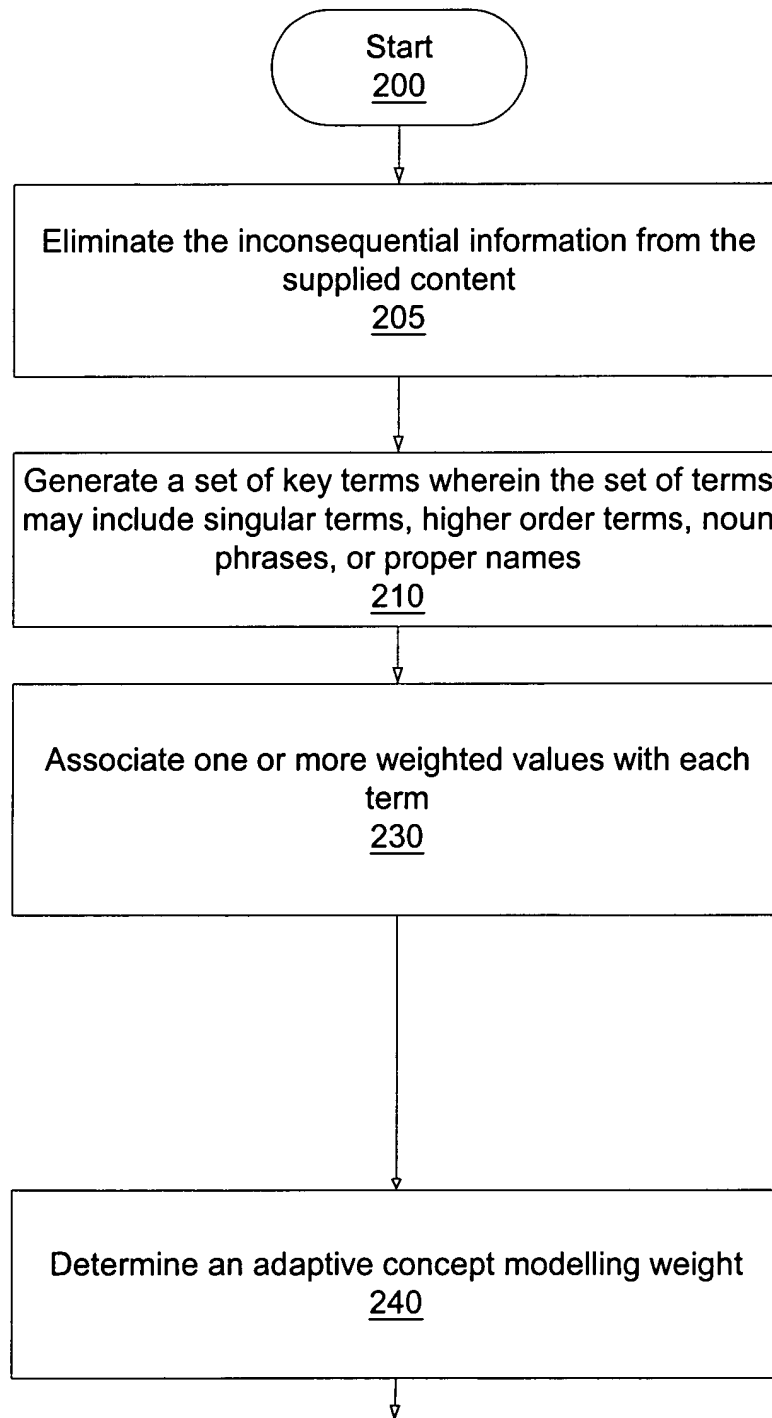 Start
200
Eliminate the inconsequential information from the
supplied content
205
Generate a set of key terms wherein the set of terms
may include singular terms, higher order terms, noun
phrases, or proper names
210
Associate one or more weighted values with each
term
230
Determine an adaptive concept modelling weight
240